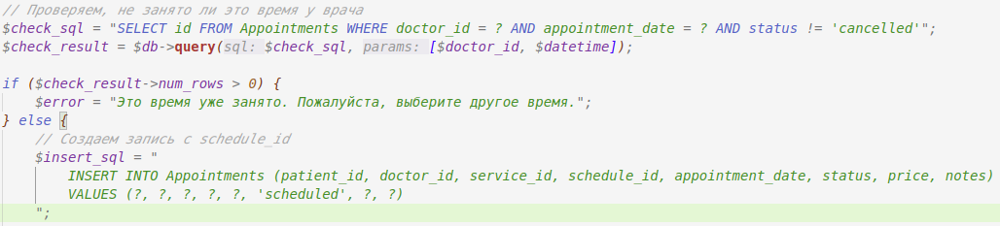 // Проверяем, не занято ли это время у врача
$check_sql = "SELECT id FROM Appointments WHERE doctor_id = ? AND appointment_date = ? AND status != 'cancelled'";
$check_result = $db->query(sql: $check_sql, params: [$doctor_id, $datetime]);
if ($check_result->num_rows > 0) {
$error = "Это время уже занято. Пожалуйста, выберите другое время.";
} else {
// Создаем запись с schedule_id
$insert_sql = "
INSERT INTO Appointments (patient_id, doctor_id, service_id, schedule_id, appointment_date, status, price, notes)
VALUES (?, ?, ?, ?, ?, 'scheduled', ?, ?)
";